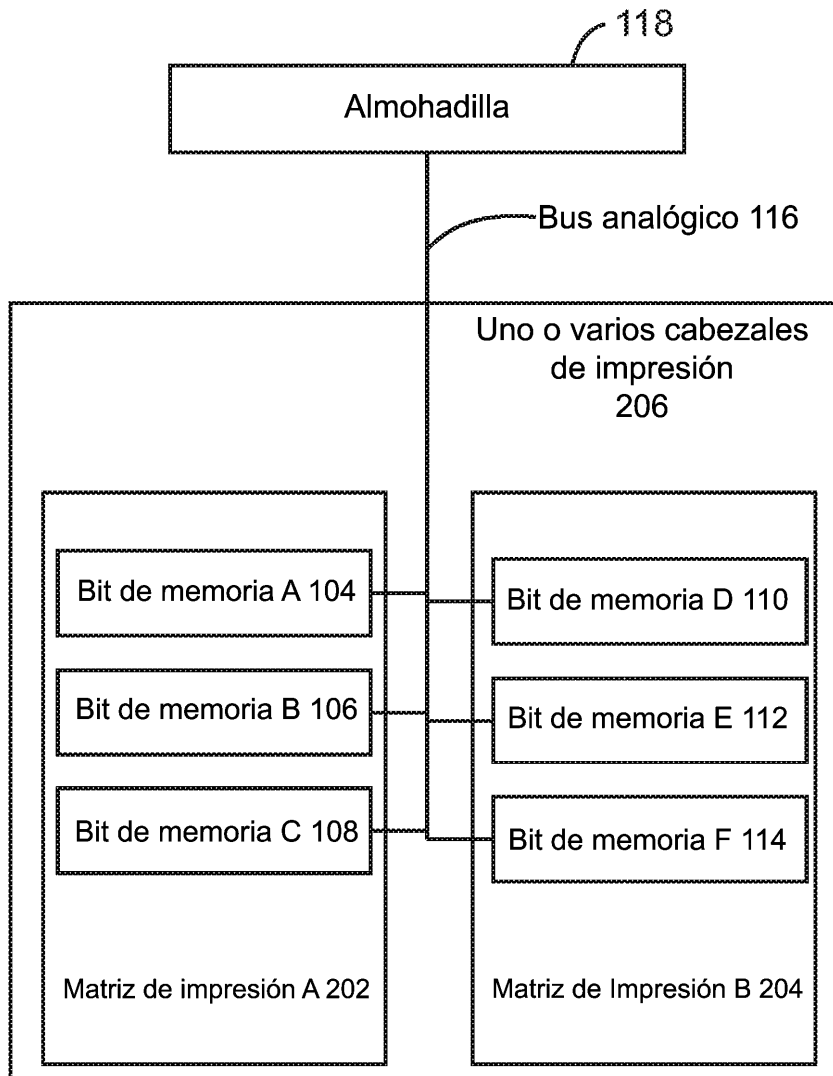 118
Almohadilla
Bus analógico 116
Uno o varios cabezales
de impresión
206
Bit de memoria A 104
Bit de memoria B 106
Bit de memoria C 108
Matriz de impresión A 202
Bit de memoria D 110
Bit de memoria E 112
Bit de memoria F 114
Matriz de Impresión B 204